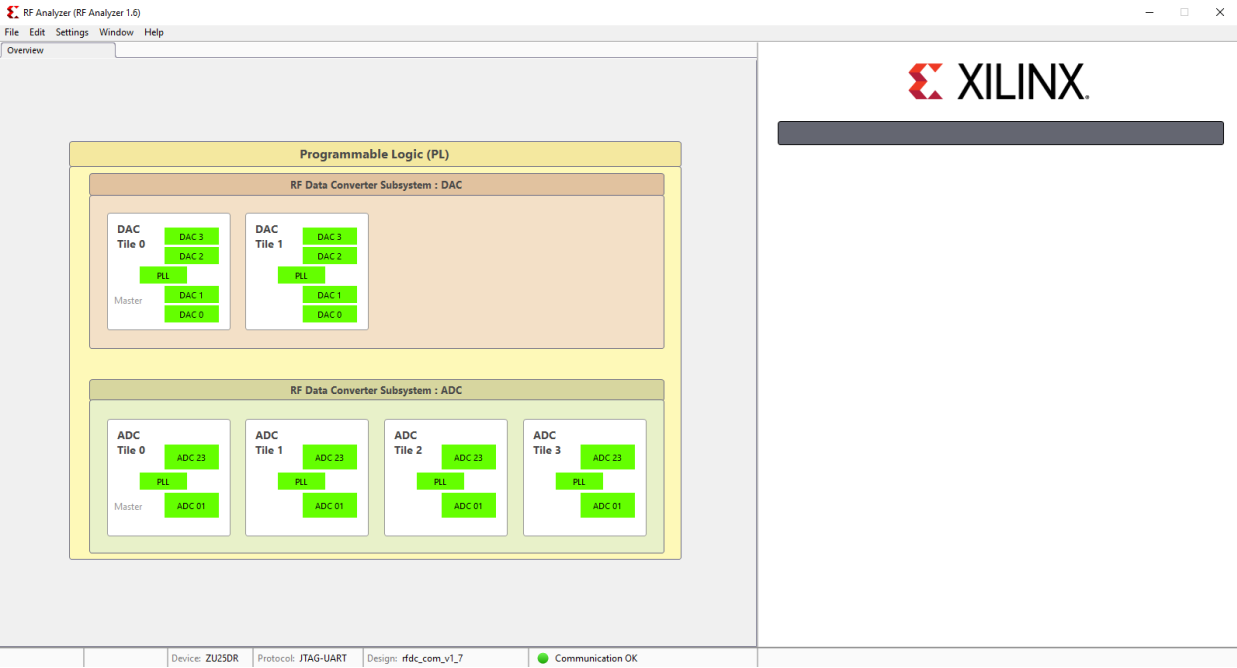 RF Analyzer (RF Analyzer 1.6)
File Edit Settings Window Help
Overview
XILINX.
Programmable Logic (PL)
RF Data Converter Subsystem : DAC
DAC
Tile 0
DAC 3
DAC 2
PLL
Master
DAC 1
DAC 0
DAC
Tile 1
DAC 3
DAC 2
PLL
DAC 1
DAC 0
RF Data Converter Subsystem : ADC
ADC
Tile 0
ADC 23
PLL
Master
ADC 01
ADC
Tile 1
ADC 23
PLL
ADC 01
ADC
Tile 2
ADC 23
PLL
ADC 01
ADC
Tile 3
ADC 23
PLL
ADC 01
Device: ZU25DR Protocol: JTAG-UART Design: rfdc_com_v1_7 Communication OK